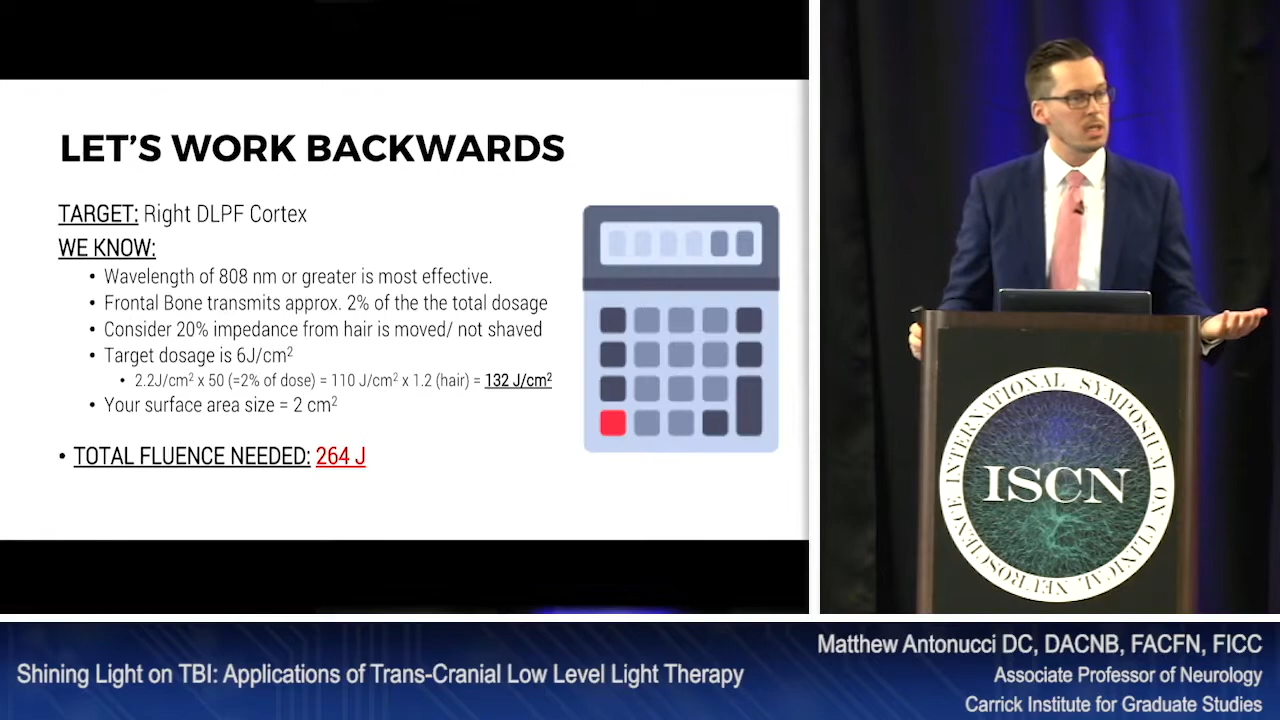 LET'S WORK BACKWARDS
TARGET: Right DLPF Cortex
WE KNOW:
• Wavelength of 808 nm or greater is most effective.
• Frontal Bone transmits approx. 2% of the the total dosage
• Consider 20% impedance from hair is moved/ not shaved
• Target dosage is 6J/cm²
• 2.2J/cm² x 50 (=2% of dose) = 110 J/cm² x 1.2 (hair) = 132 J/cm²
• Your surface area size = 2 cm²
• TOTAL FLUENCE NEEDED: 264 J
INTERNATIONAL SYMPOSIUM ON CLINICAL NEUROSCIENCE
ISCN
Shining Light on TBI: Applications of Trans-Cranial Low Level Light Therapy
Matthew Antonucci DC, DACNB, FACFN, FICC
Associate Professor of Neurology
Carrick Institute for Graduate Studies